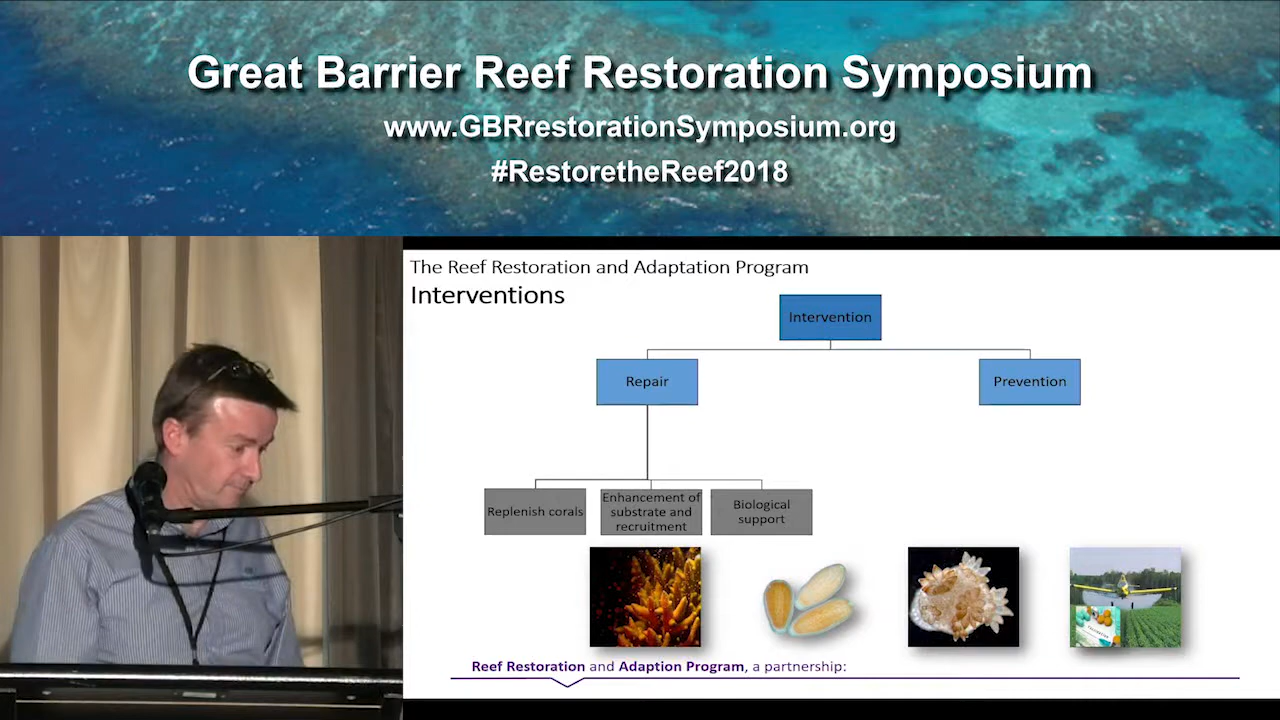 Great Barrier Reef Restoration Symposium
www.GBRrestorationSymposium.org
#RestoretheReef2018
The Reef Restoration and Adaptation Program
Interventions
Intervention
Repair
Prevention
Replenish corals
Enhancement of
substrate and
recruitment
Biological
support
Reef Restoration and Adaption Program, a partnership: